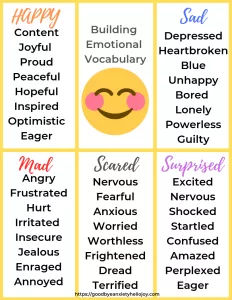 HAPPY
Content
Joyful
Proud
Peaceful
Hopeful
Inspired
Optimistic
Eager
Building
Emotional
Vocabulary
Sad
Depressed
Heartbroken
Blue
Unhappy
Bored
Lonely
Powerless
Guilty
Mad
Angry
Frustrated
Hurt
Irritated
Insecure
Jealous
Enraged
Annoyed
Scared
Nervous
Fearful
Anxious
Worried
Worthless
Frightened
Dread
Terrified
Surprised
Excited
Nervous
Shocked
Startled
Confused
Amazed
Perplexed
Eager
https://goodbyeanxietyhellojoy.com